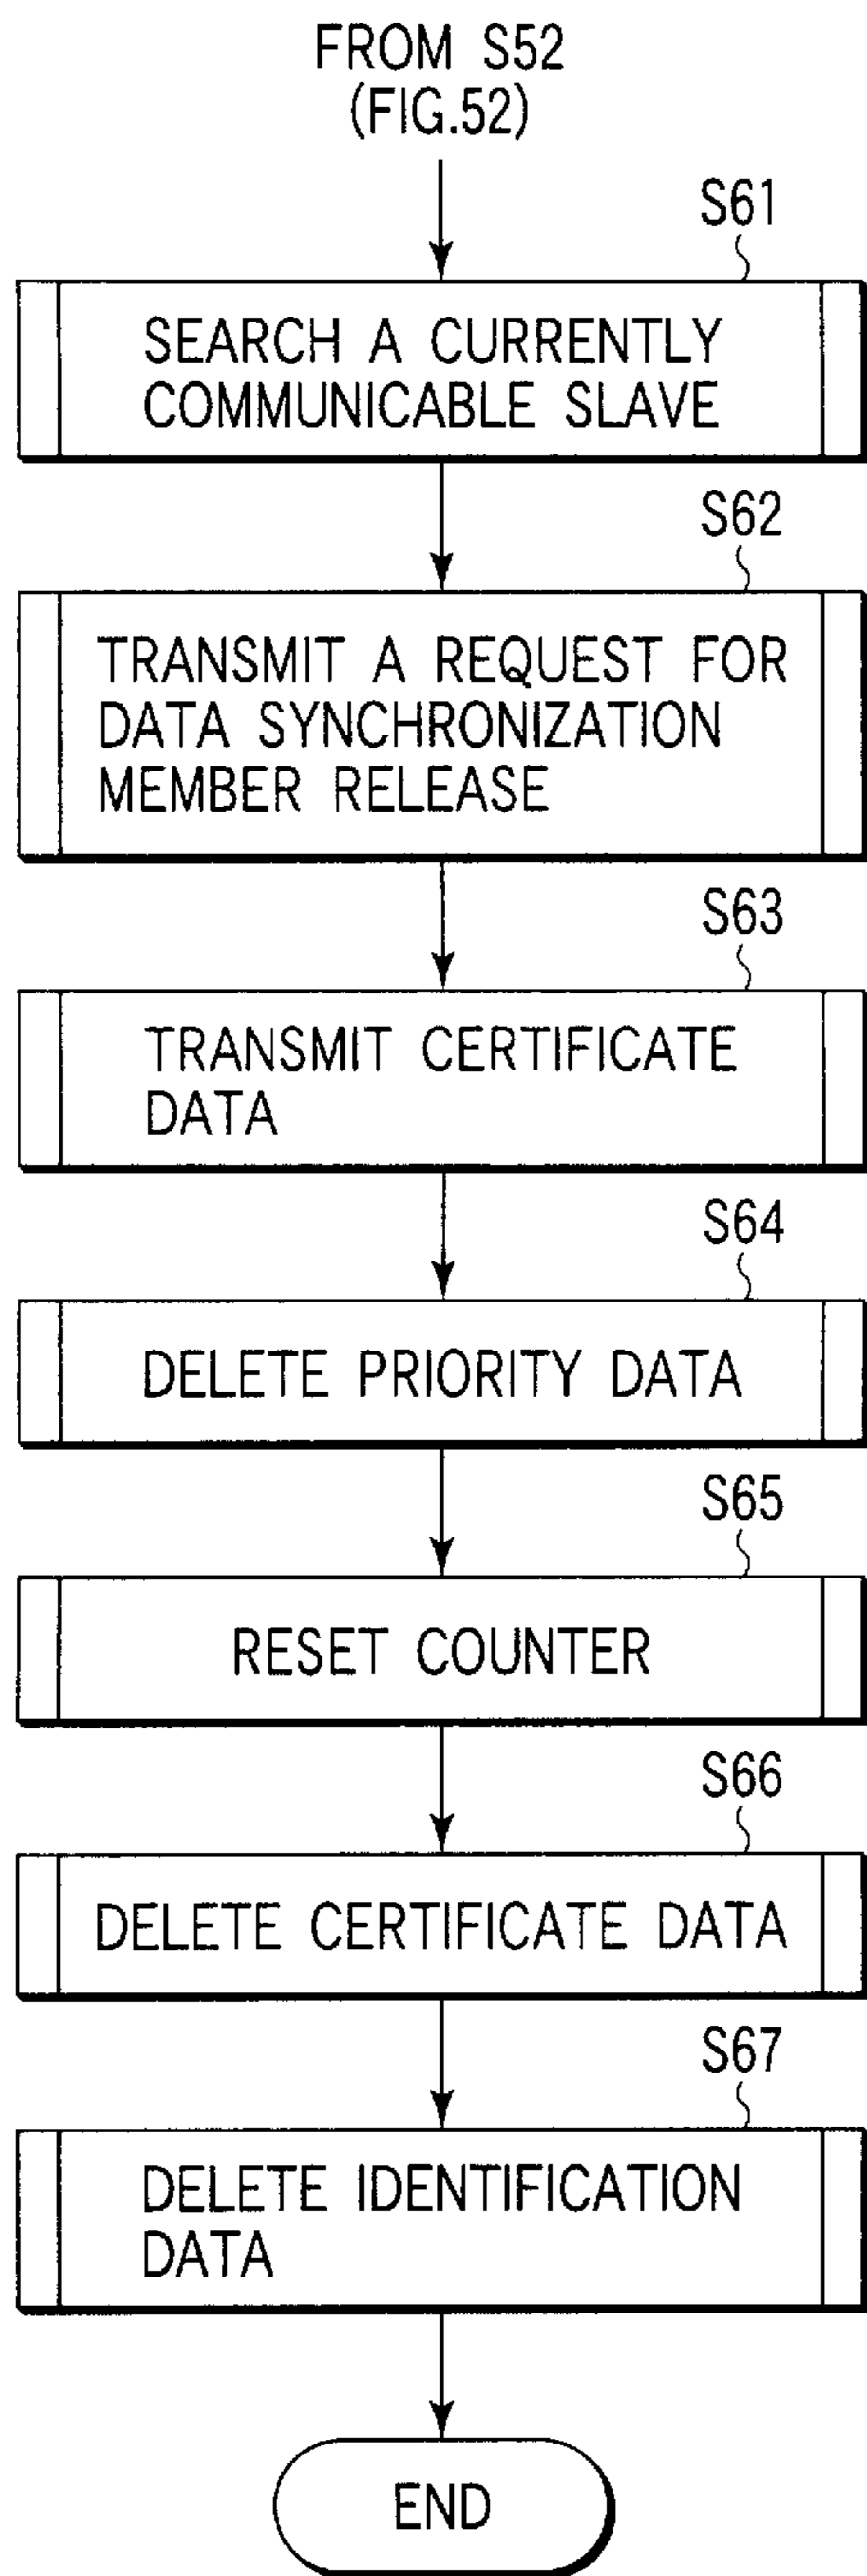 FROM S52
(FIG.52)
S61
SEARCH A CURRENTLY
COMMUNICABLE SLAVE
S62
TRANSMIT A REQUEST FOR
DATA SYNCHRONIZATION
MEMBER RELEASE
S63
TRANSMIT CERTIFICATE
DATA
S64
DELETE PRIORITY DATA
S65
RESET COUNTER
S66
DELETE CERTIFICATE DATA
S67
DELETE IDENTIFICATION
DATA
END